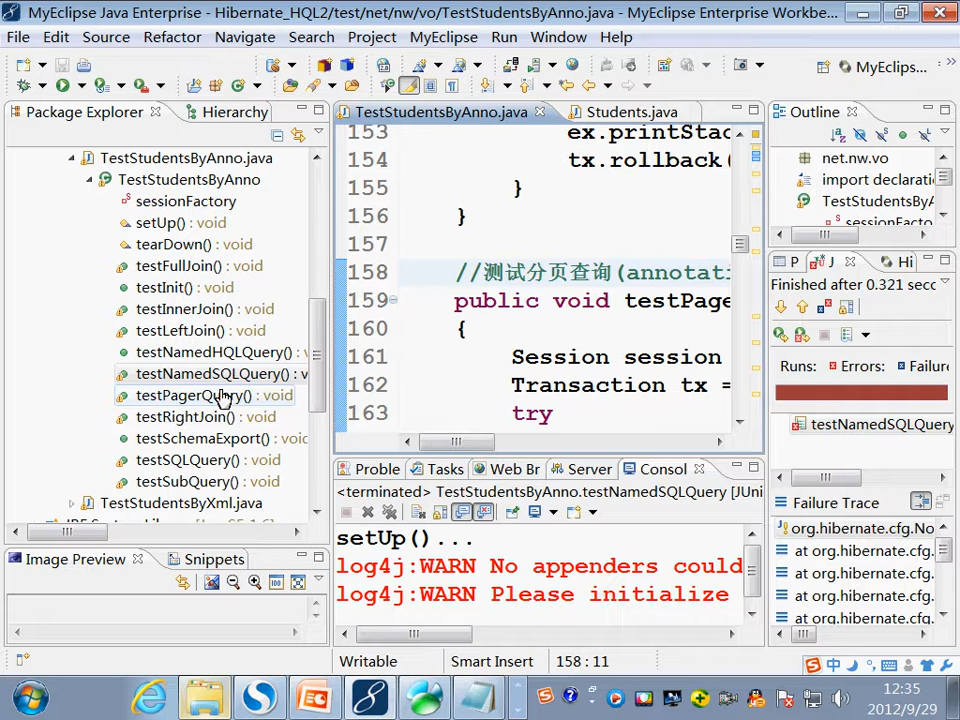 MyEclipse Java Enterprise - Hibernate_HQL2/test/net/nw/vo/TestStudentsByAnno.java - MyEclipse Enterprise Workbe...
File Edit Source Refactor Navigate Search Project MyEclipse Run Window Help
MyEclips...
Package Explorer Hierarchy
TestStudentsByAnno.java
TestStudentsByAnno
sessionFactory
setUp() : void
tearDown() : void
testFullJoin() : void
testInit() : void
testInnerJoin() : void
testLeftJoin() : void
testNamedHQLQuery() : v
testNamedSQLQuery() : v
testPagerQuery() : void
testRightJoin() : void
testSchemaExport() : void
testSQLQuery() : void
testSubQuery() : void
TestStudentsByXml.java
Image Preview Snippets
TestStudentsByAnno.java Students.java
153 ex.printStac
154 tx.rollback(
155 }
156 }
157
158 //测试分页查询(annotati
159 public void testPage
160 {
161 Session session
162 Transaction tx =
163 try
Proble Tasks Web Br Server Consol
<terminated> TestStudentsByAnno.testNamedSQLQuery [JUni
setUp()...
log4j:WARN No appenders could
log4j:WARN Please initialize
Outline
net.nw.vo
import declarati
TestStudentsByA
sessionFacto
P J Hi
Finished after 0.321 secc
Runs: Errors: Failure
testNamedSQLQuery
Failure Trace
org.hibernate.cfg.No
at org.hibernate.cfg.
at org.hibernate.cfg.
at org.hibernate.cfg.
at org.hibernate.cfg.
Writable Smart Insert 158 : 11
中
12:35
2012/9/29